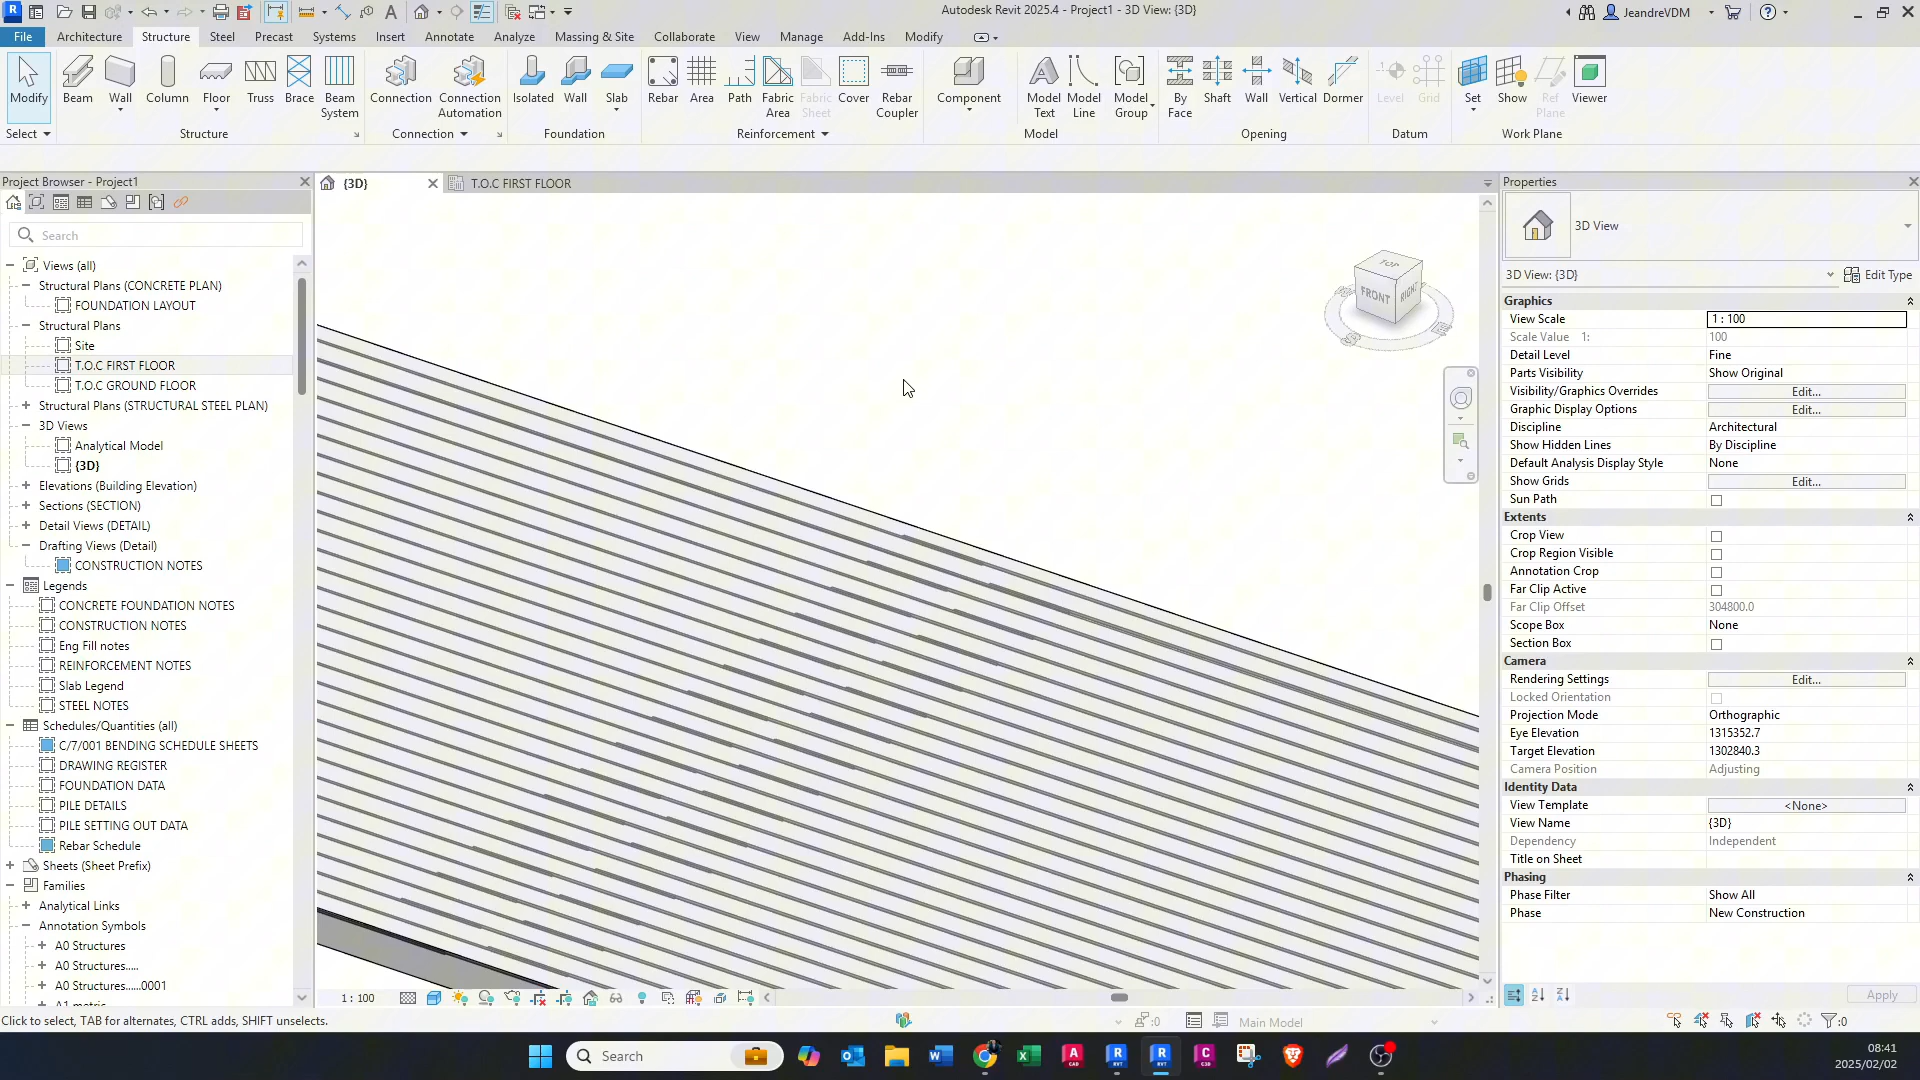 Autodesk Revit 2025.4 - Project1 - 3D View: {3D}
JeandreVDM
File
Architecture
Structure
Steel
Precast
Systems
Insert
Annotate
Analyze
Massing & Site
Collaborate
View
Manage
Add-Ins
Modify
Modify
Beam
Wall
Column
Floor
Truss
Brace
Beam System
Connection
Connection Automation
Isolated
Wall
Slab
Rebar
Area
Path
Fabric Area
Fabric Sheet
Cover
Rebar Coupler
Component
Model Text
Model Line
Model Group
By Face
Shaft
Wall
Vertical
Dormer
Level
Grid
Set
Show
Ref Plane
Viewer
Select
Structure
Connection
Foundation
Reinforcement
Model
Opening
Datum
Work Plane
Project Browser - Project1
Search
Views (all)
Structural Plans (CONCRETE PLAN)
FOUNDATION LAYOUT
Structural Plans
Site
T.O.C FIRST FLOOR
T.O.C GROUND FLOOR
Structural Plans (STRUCTURAL STEEL PLAN)
3D Views
Analytical Model
{3D}
Elevations (Building Elevation)
Sections (SECTION)
Detail Views (DETAIL)
Drafting Views (Detail)
CONSTRUCTION NOTES
Legends
CONCRETE FOUNDATION NOTES
CONSTRUCTION NOTES
Eng Fill notes
REINFORCEMENT NOTES
Slab Legend
STEEL NOTES
Schedules/Quantities (all)
C/7/001 BENDING SCHEDULE SHEETS
DRAWING REGISTER
FOUNDATION DATA
PILE DETAILS
PILE SETTING OUT DATA
Rebar Schedule
Sheets (Sheet Prefix)
Families
Analytical Links
Annotation Symbols
A0 Structures
A0 Structures.....
A0 Structures......0001
A1 metric
{3D}
T.O.C FIRST FLOOR
TOP
FRONT
RIGHT
1 : 100
Properties
3D View
3D View: {3D}
Edit Type
Graphics
View Scale 1 : 100
Scale Value 1: 100
Detail Level Fine
Parts Visibility Show Original
Visibility/Graphics Overrides Edit...
Graphic Display Options Edit...
Discipline Architectural
Show Hidden Lines By Discipline
Default Analysis Display Style None
Show Grids Edit...
Sun Path
Extents
Crop View
Crop Region Visible
Annotation Crop
Far Clip Active
Far Clip Offset 304800.0
Scope Box None
Section Box
Camera
Rendering Settings Edit...
Locked Orientation
Projection Mode Orthographic
Eye Elevation 1315352.7
Target Elevation 1302840.3
Camera Position Adjusting
Identity Data
View Template <None>
View Name {3D}
Dependency Independent
Title on Sheet
Phasing
Phase Filter Show All
Phase New Construction
Apply
Click to select, TAB for alternates, CTRL adds, SHIFT unselects.
:0
Main Model
:0
Search
08:41
2025/02/02